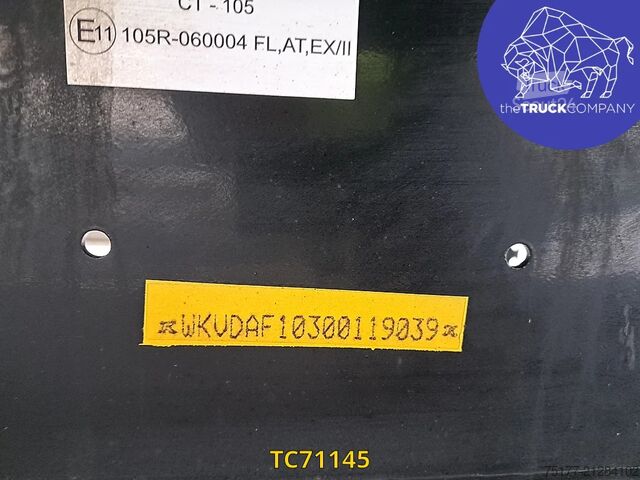 CT - 105
E11 105R-060004 FL,AT,EX/II
theTRUCKCOMPANY
WKVDAF10300119039
TC71145